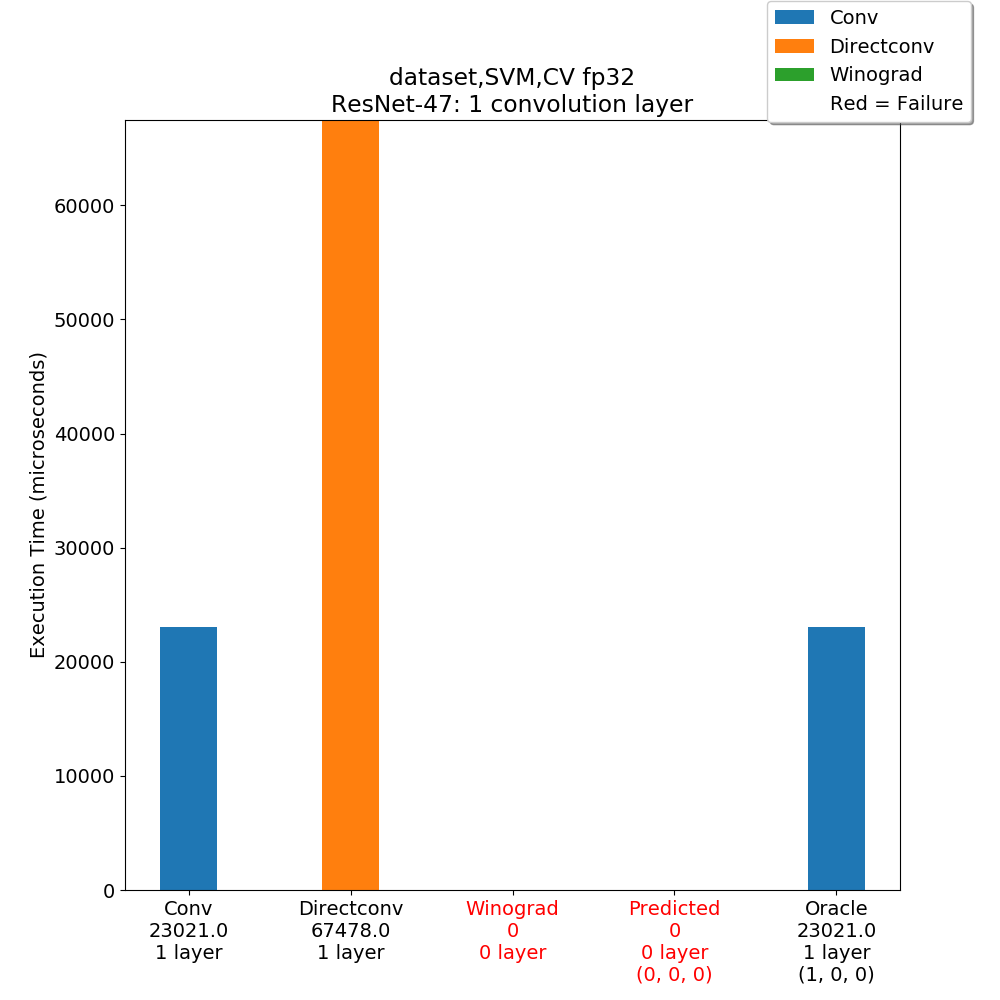 Conv
Directconv
Winograd
Red = Failure
dataset,SVM,CV fp32
ResNet-47: 1 convolution layer
Execution Time (microseconds)
60000
50000
40000
30000
20000
10000
0
Conv
23021.0
1 layer
Directconv
67478.0
1 layer
Winograd
0
0 layer
Predicted
0
0 layer
(0, 0, 0)
Oracle
23021.0
1 layer
(1, 0, 0)